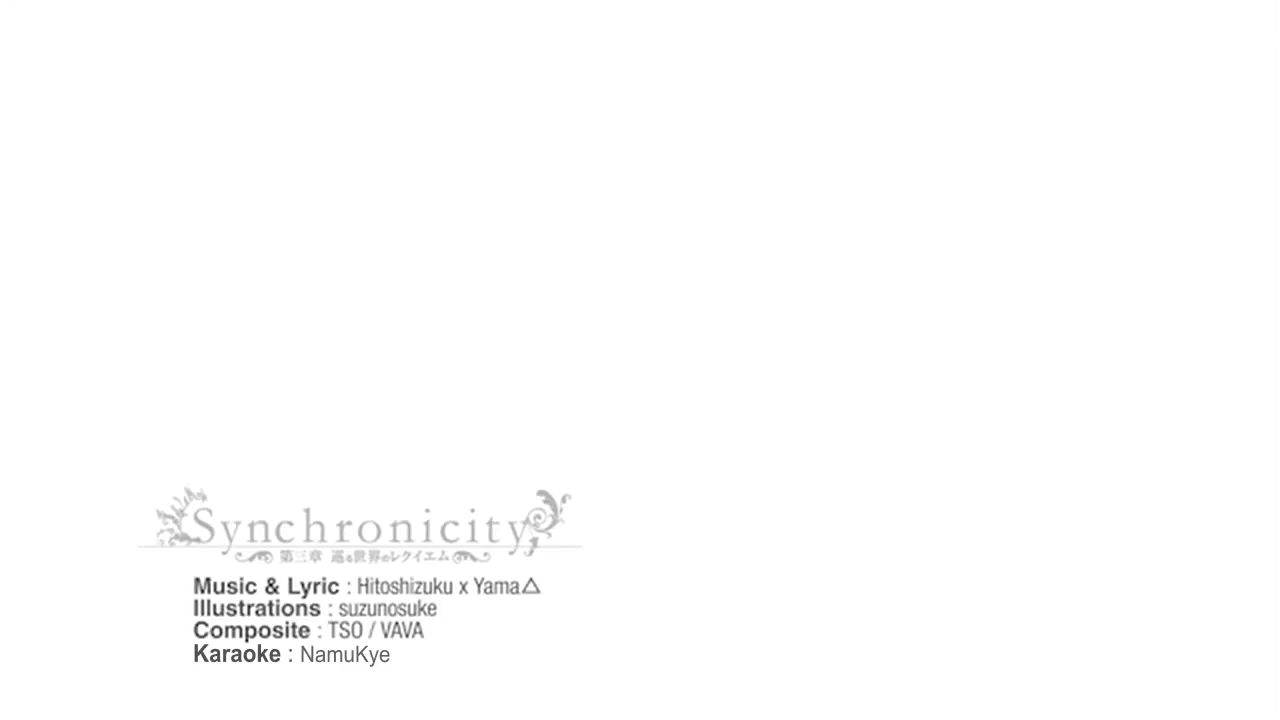 Synchronicity
第三章 巡る世界のレクイエム
Music & Lyric : Hitoshizuku x Yama△
Illustrations : suzunosuke
Composite : TSO / VAVA
Karaoke : NamuKye